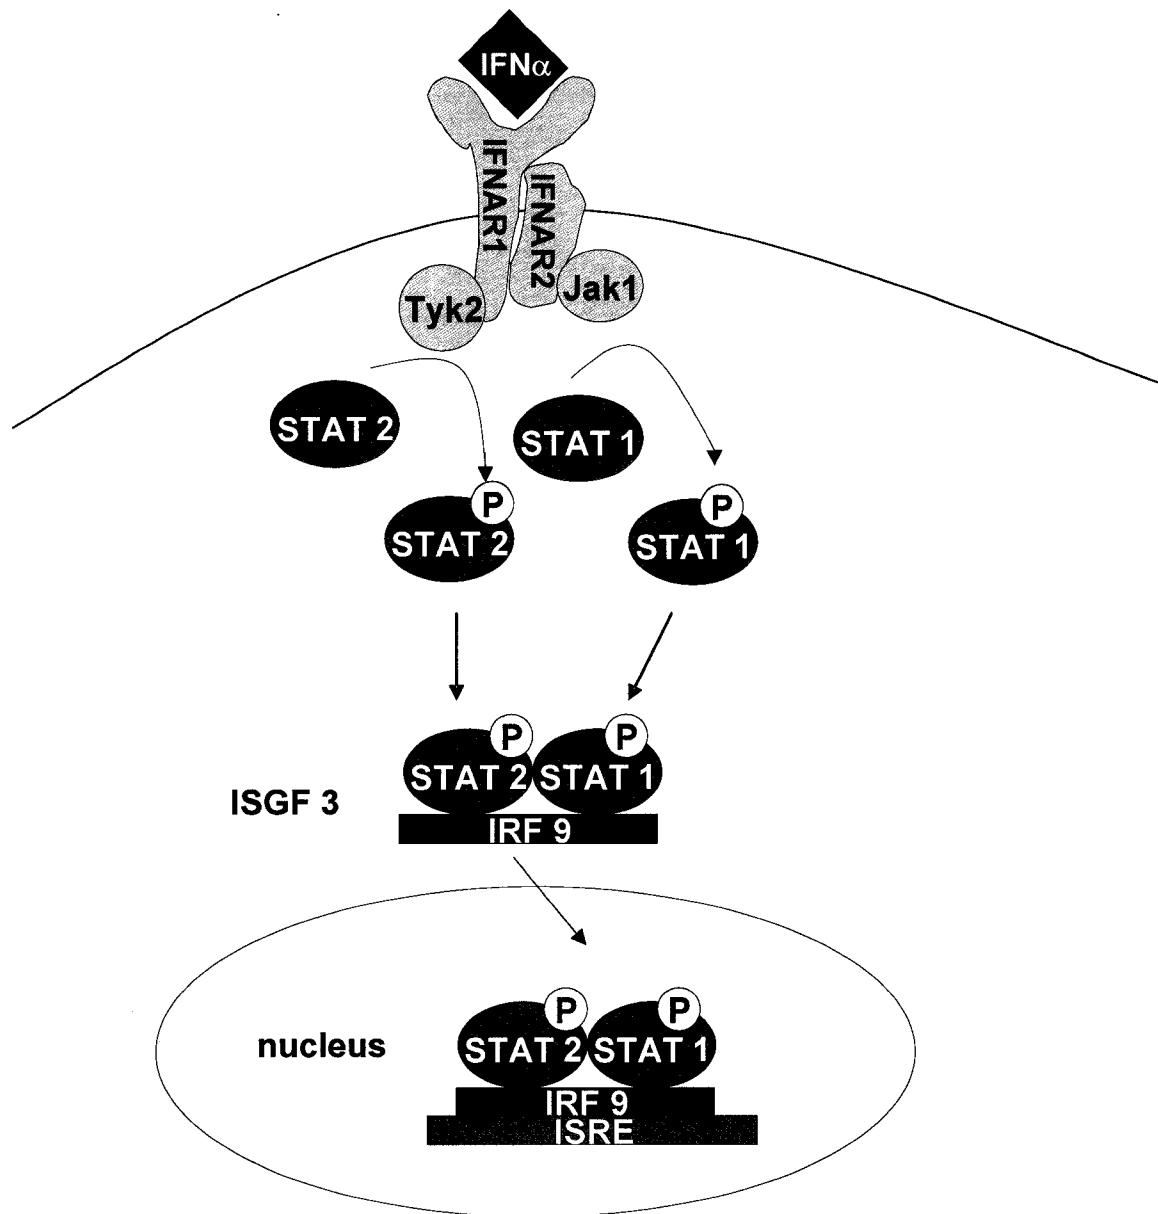 IFNα
IFNAR1
IFNAR2
Tyk2
Jak1
STAT 2
STAT 1
P
STAT 2
P
STAT 1
P
P
STAT 2
STAT 1
ISGF 3
IRF 9
P
P
nucleus
STAT 2
STAT 1
IRF 9
ISRE